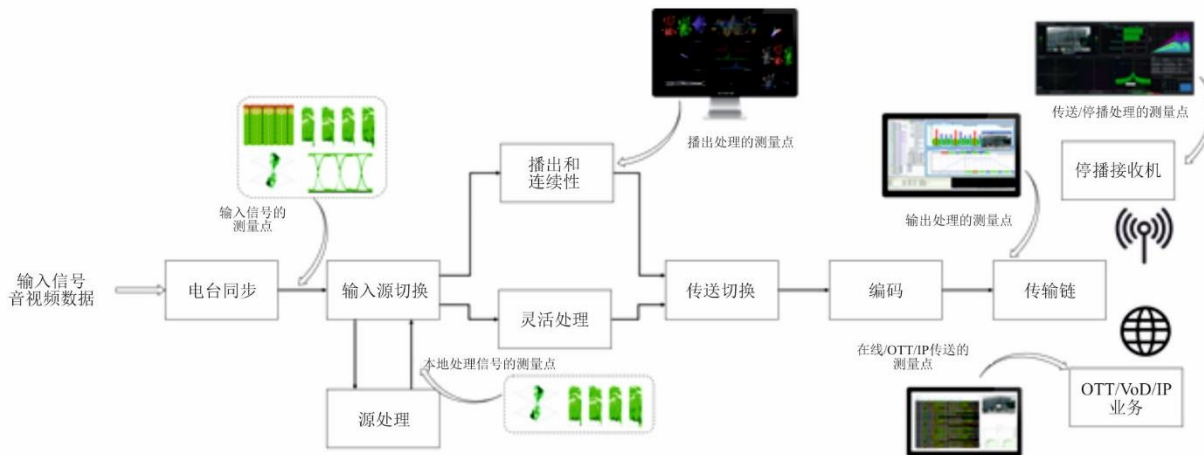 传送/停播处理的测量点
播出处理的测量点
播出和
连续性
停播接收机
输入信号的
测量点
输出处理的测量点
输入信号
音视频数据
电台同步
输入源切换
传送切换
编码
传输链
灵活处理
本地处理信号的测量点
在线/OTT/IP传送的
测量点
源处理
OTT/VoD/IP
业务